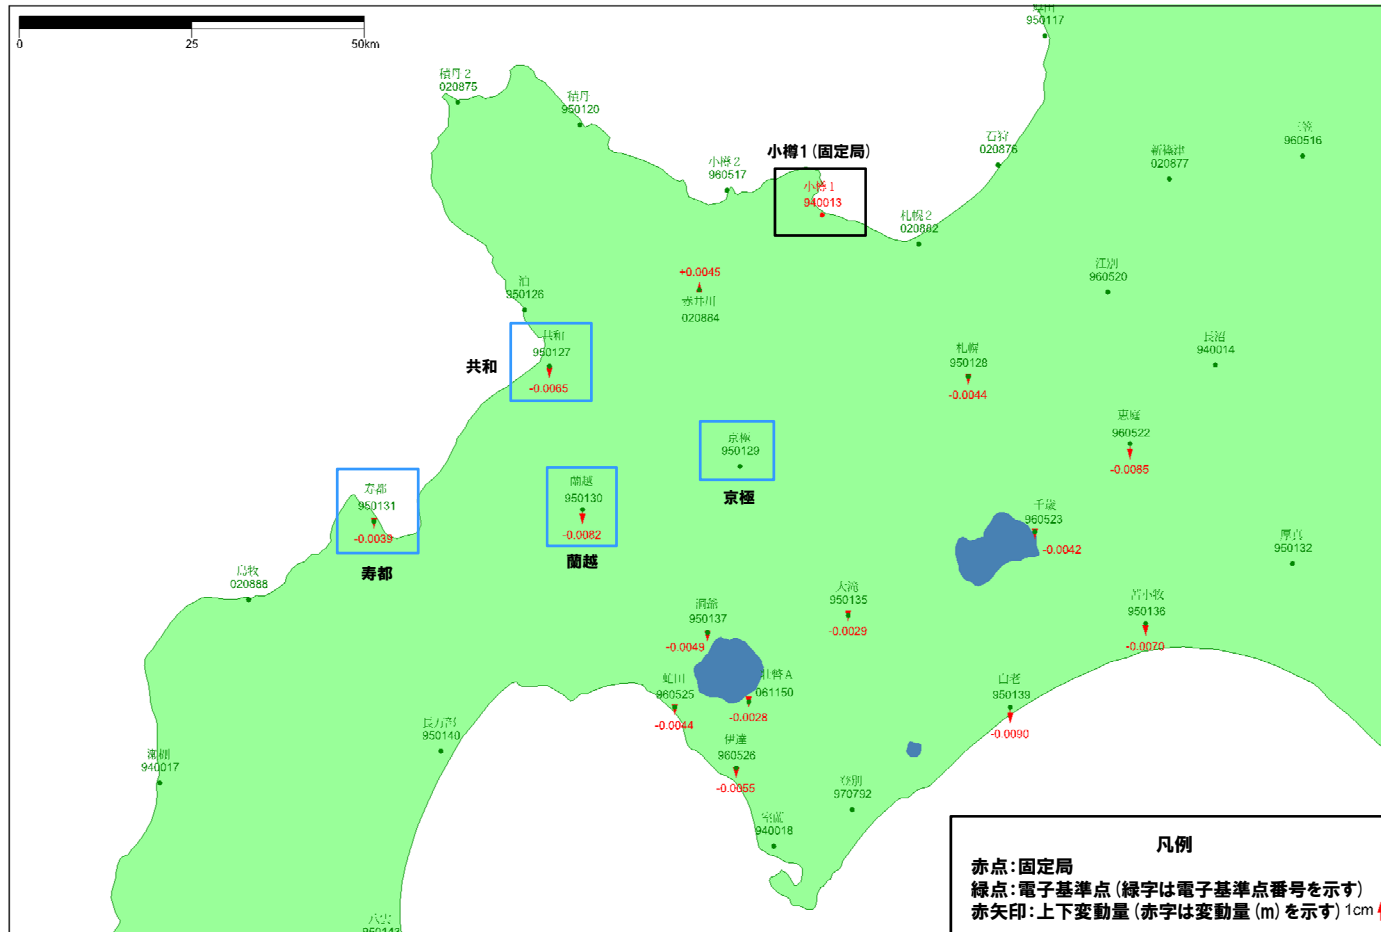 0
25
50km
950117
積丹２
020875
積丹
950120
小樽２
960517
小樽1(固定局)
小樽１
940013
石狩
020876
新篠津
020877
三笠
960516
札幌２
020882
江別
960520
+0.0045
赤井川
020884
泊
950126
共和
共和
950127
-0.0065
札幌
950128
-0.0044
長沼
940014
恵庭
960522
-0.0085
京極
950129
京極
寿都
950131
-0.0039
寿都
蘭越
950130
-0.0082
蘭越
千歳
960523
-0.0042
厚真
950132
島牧
020888
大滝
950135
-0.0029
苫小牧
950136
-0.0070
洞爺
950137
-0.0049
虻田
960525
-0.0044
壮瞥Ａ
061150
-0.0028
白老
950139
-0.0090
長万部
950140
伊達
960526
-0.0055
940017
登別
970792
室蘭
940018
八雲
950143
凡例
赤点:固定局
緑点:電子基準点(緑字は電子基準点番号を示す)
赤矢印:上下変動量(赤字は変動量(m)を示す) 1cm